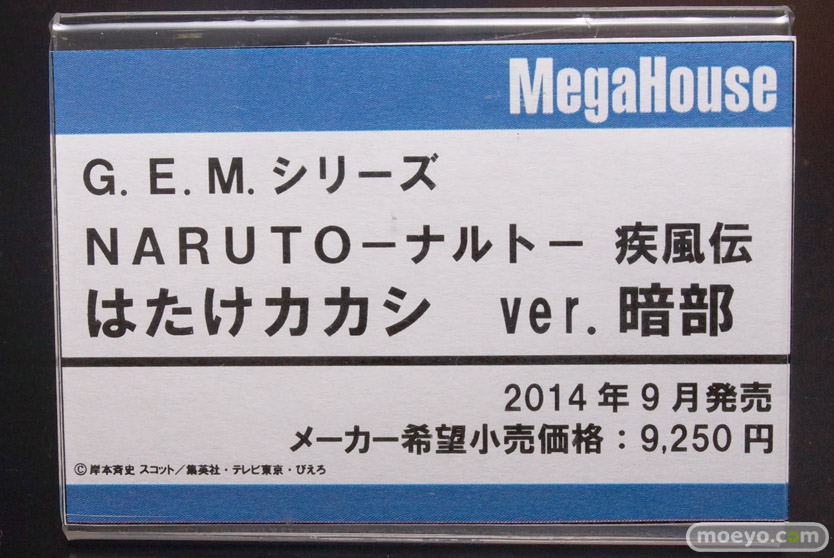 MegaHouse
G.E.M.シリーズ
NARUTO－ナルト－ 疾風伝
はたけカカシ ver.暗部
2014年9月発売
メーカー希望小売価格：9,250円
©岸本斉史 スコット／集英社・テレビ東京・ぴえろ
moeyo.com